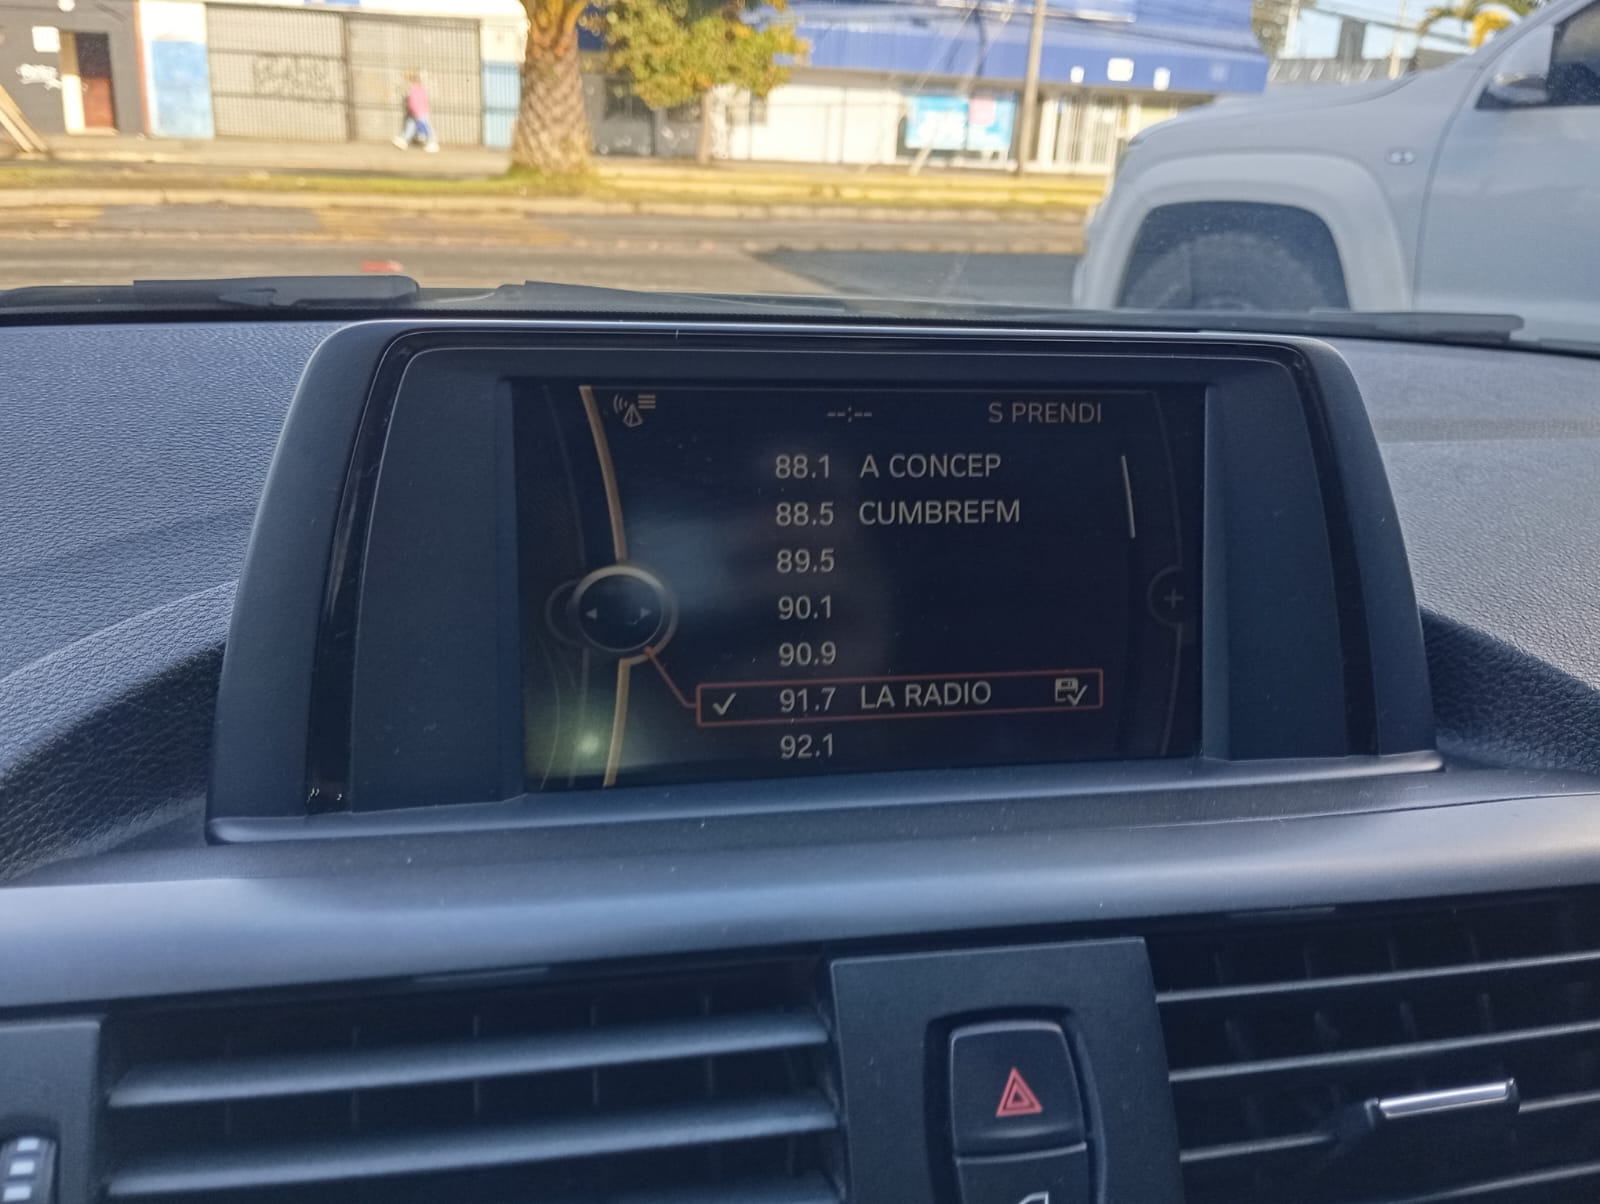 --:-- S PRENDI
88.1 A CONCEP
88.5 CUMBREFM
89.5
90.1
90.9
91.7 LA RADIO
92.1